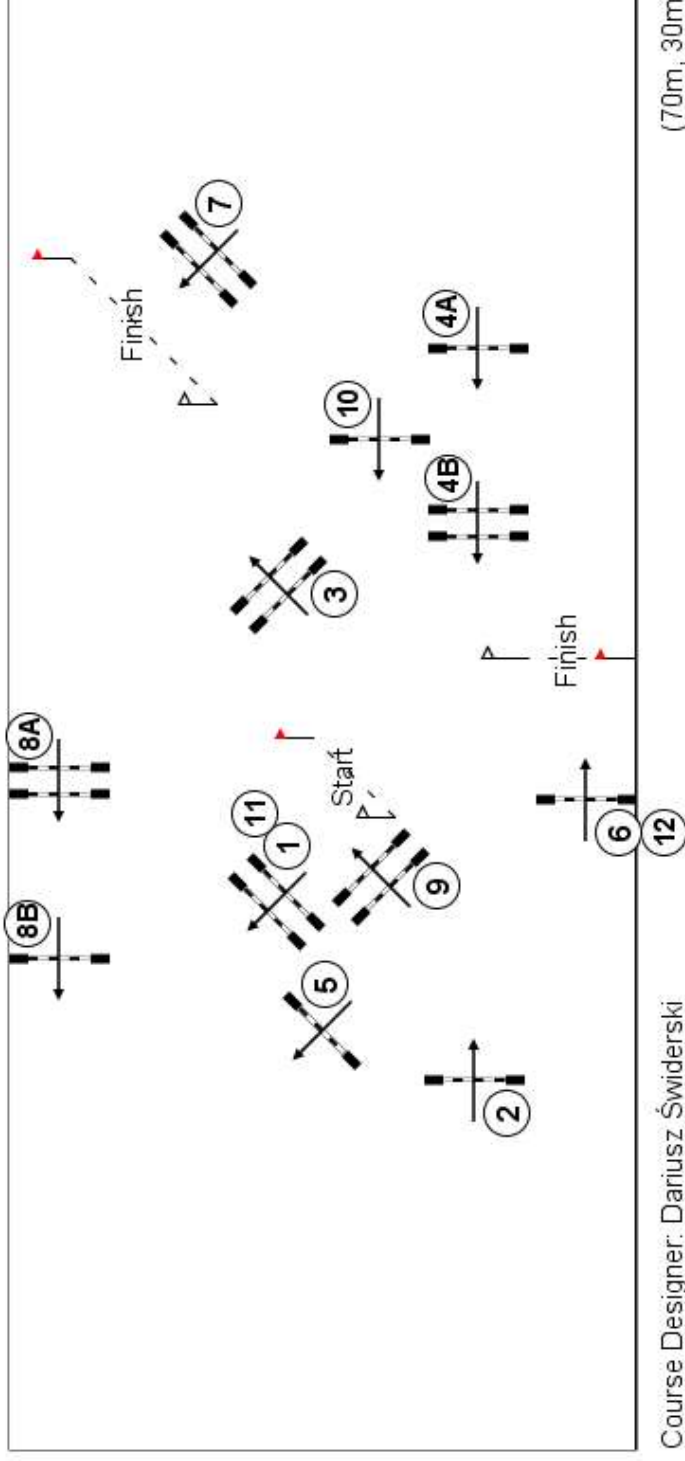 8A
8B
7
Finish
11
1
Start
10
4A
4B
3
5
9
2
Finish
6
12
Course Designer: Dariusz Świderski
(70m, 30m